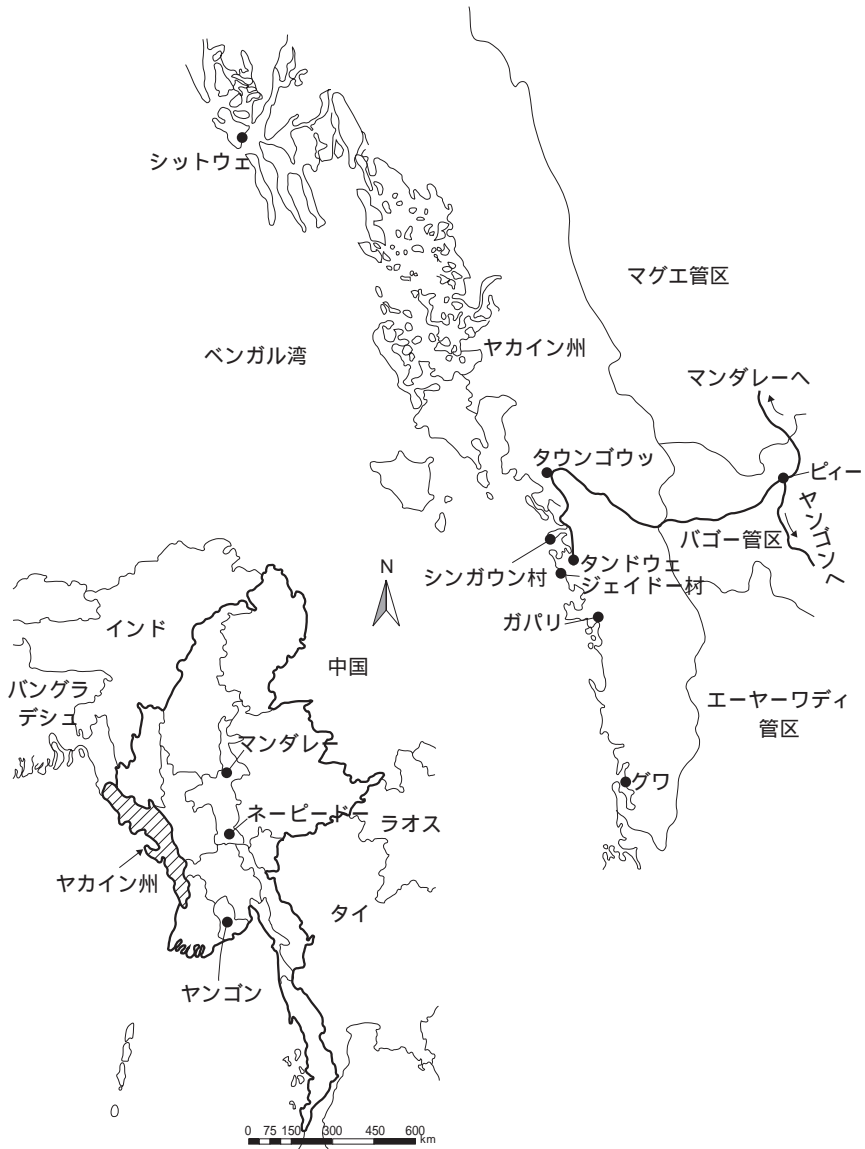 シットウェ
マグエ管区
ベンガル湾
ヤカイン州
マンダレーへ
タウンゴウッ
ピィー
ヤンゴンへ
バゴー管区
シンガウン村
タンドウェ
ジェイドー村
ガパリ
エーヤーワディ
管区
グワ
N
インド
中国
バングラ
デシュ
マンダレー
ネーピードー
ラオス
ヤカイン州
タイ
ヤンゴン
0 75 150 300 450 600
km